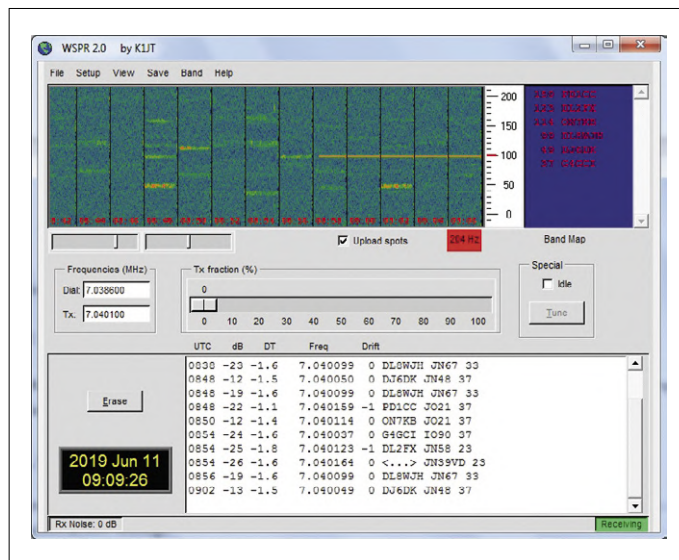 WSPR 2.0 by K1JT
File Setup View Save Band Help
200
150
100
50
0
Upload spots
204 Hz
Band Map
Frequencies (MHz)
Dial: 7.038600
Tx: 7.040100
Tx fraction (%)
0
0 10 20 30 40 50 60 70 80 90 100
Special
Idle
Tune
UTC dB DT Freq Drift
0838 -23 -1.6 7.040099 0 DL8WJH JN67 33
0848 -12 -1.5 7.040050 0 DJ6DK JN48 37
0848 -19 -1.6 7.040099 0 DL8WJH JN67 33
0848 -22 -1.1 7.040159 -1 PD1CC JO21 37
0850 -12 -1.4 7.040114 0 ON7KB JO21 37
0854 -24 -1.6 7.040037 0 G4GCI IO90 37
0854 -25 -1.8 7.040123 -1 DL2FX JN58 23
0854 -26 -1.6 7.040164 0 <...> JN39VD 23
0856 -19 -1.6 7.040099 0 DL8WJH JN67 33
0902 -13 -1.5 7.040049 0 DJ6DK JN48 37
Erase
2019 Jun 11
09:09:26
Rx Noise: 0 dB
Receiving